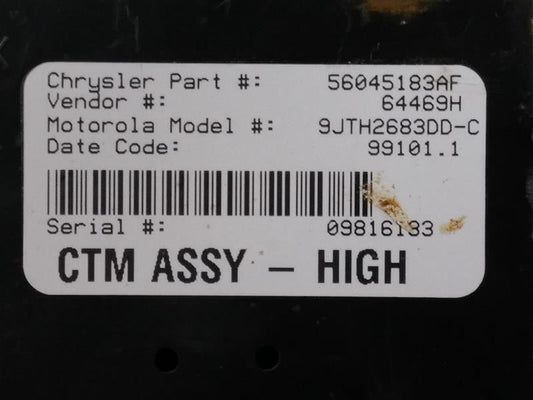 Chrysler Part #: 56045183AF
Vendor #: 64469H
Motorola Model #: 9JTH2683DD-C
Date Code: 99101.1
Serial #: 09816133
CTM ASSY – HIGH